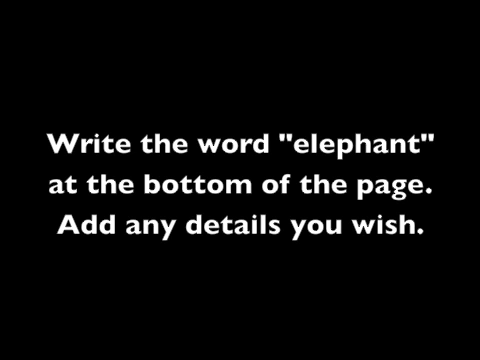 Write the word "elephant"
at the bottom of the page.
Add any details you wish.